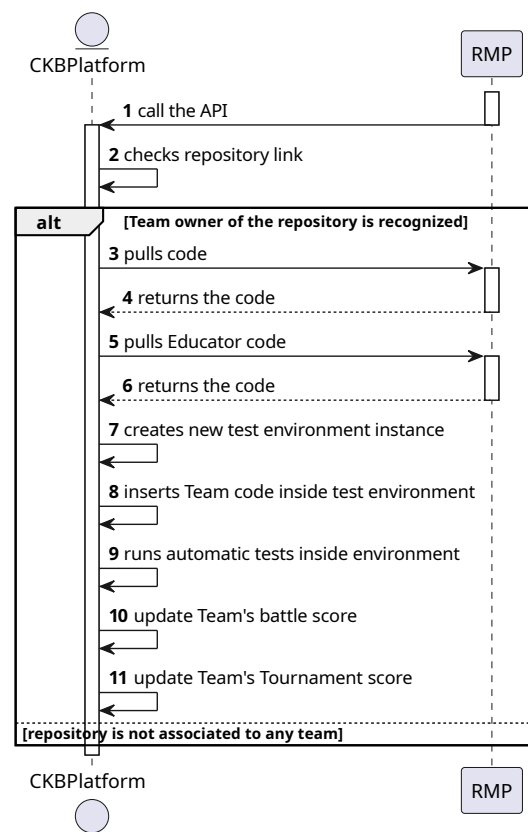 CKBPlatform
RMP
1 call the API
2 checks repository link
alt [Team owner of the repository is recognized]
3 pulls code
4 returns the code
5 pulls Educator code
6 returns the code
7 creates new test environment instance
8 inserts Team code inside test environment
9 runs automatic tests inside environment
10 update Team's battle score
11 update Team's Tournament score
[repository is not associated to any team]
CKBPlatform
RMP